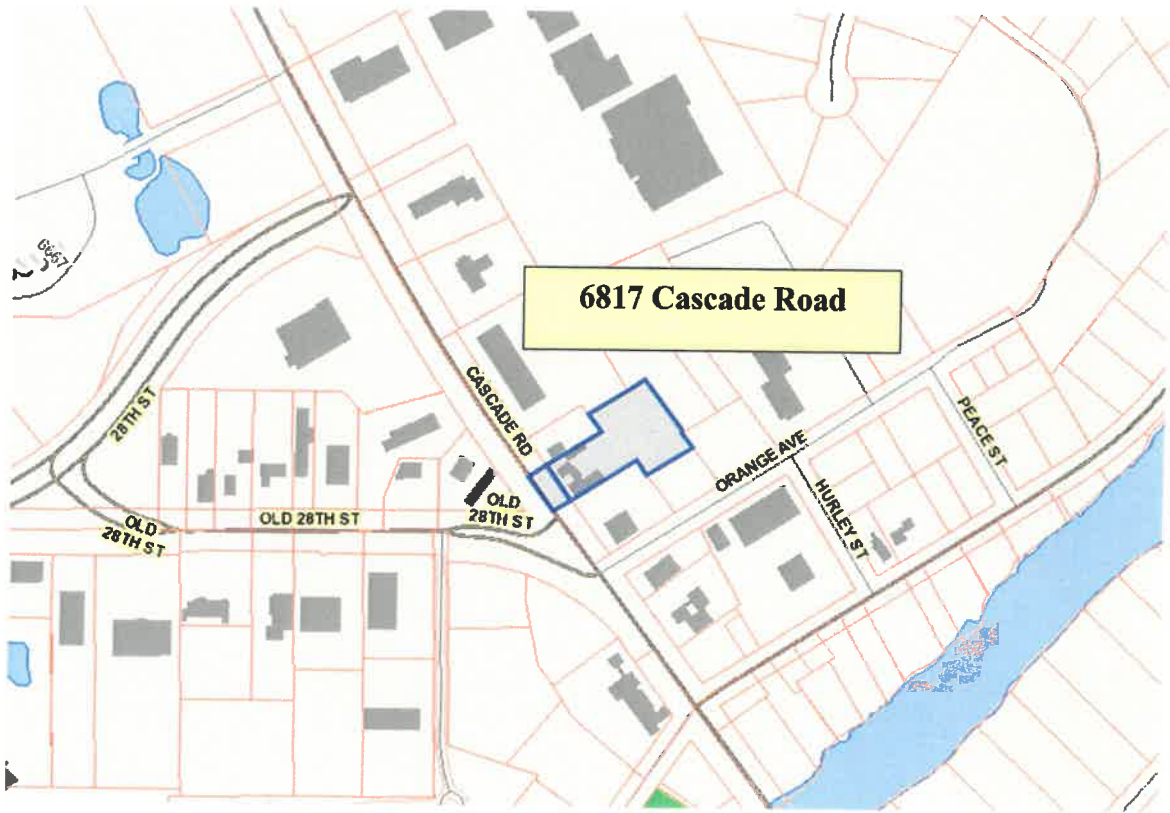 6667
6817 Cascade Road
28TH ST
CASCADE RD
PEACE ST
ORANGE AVE
HURLEY ST
OLD
28TH ST
OLD 28TH ST
OLD
28TH ST